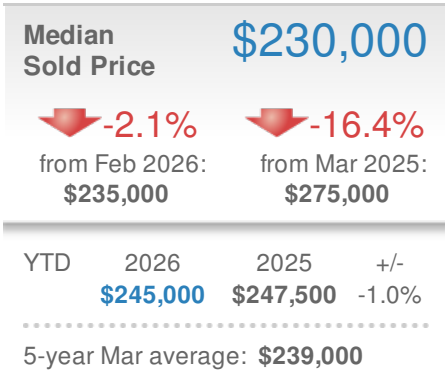 Median $230,000
Sold Price
-2.1% -16.4%
from Feb 2026: from Mar 2025:
$235,000 $275,000
YTD 2026 2025 +/-
$245,000 $247,500 -1.0%
5-year Mar average: $239,000